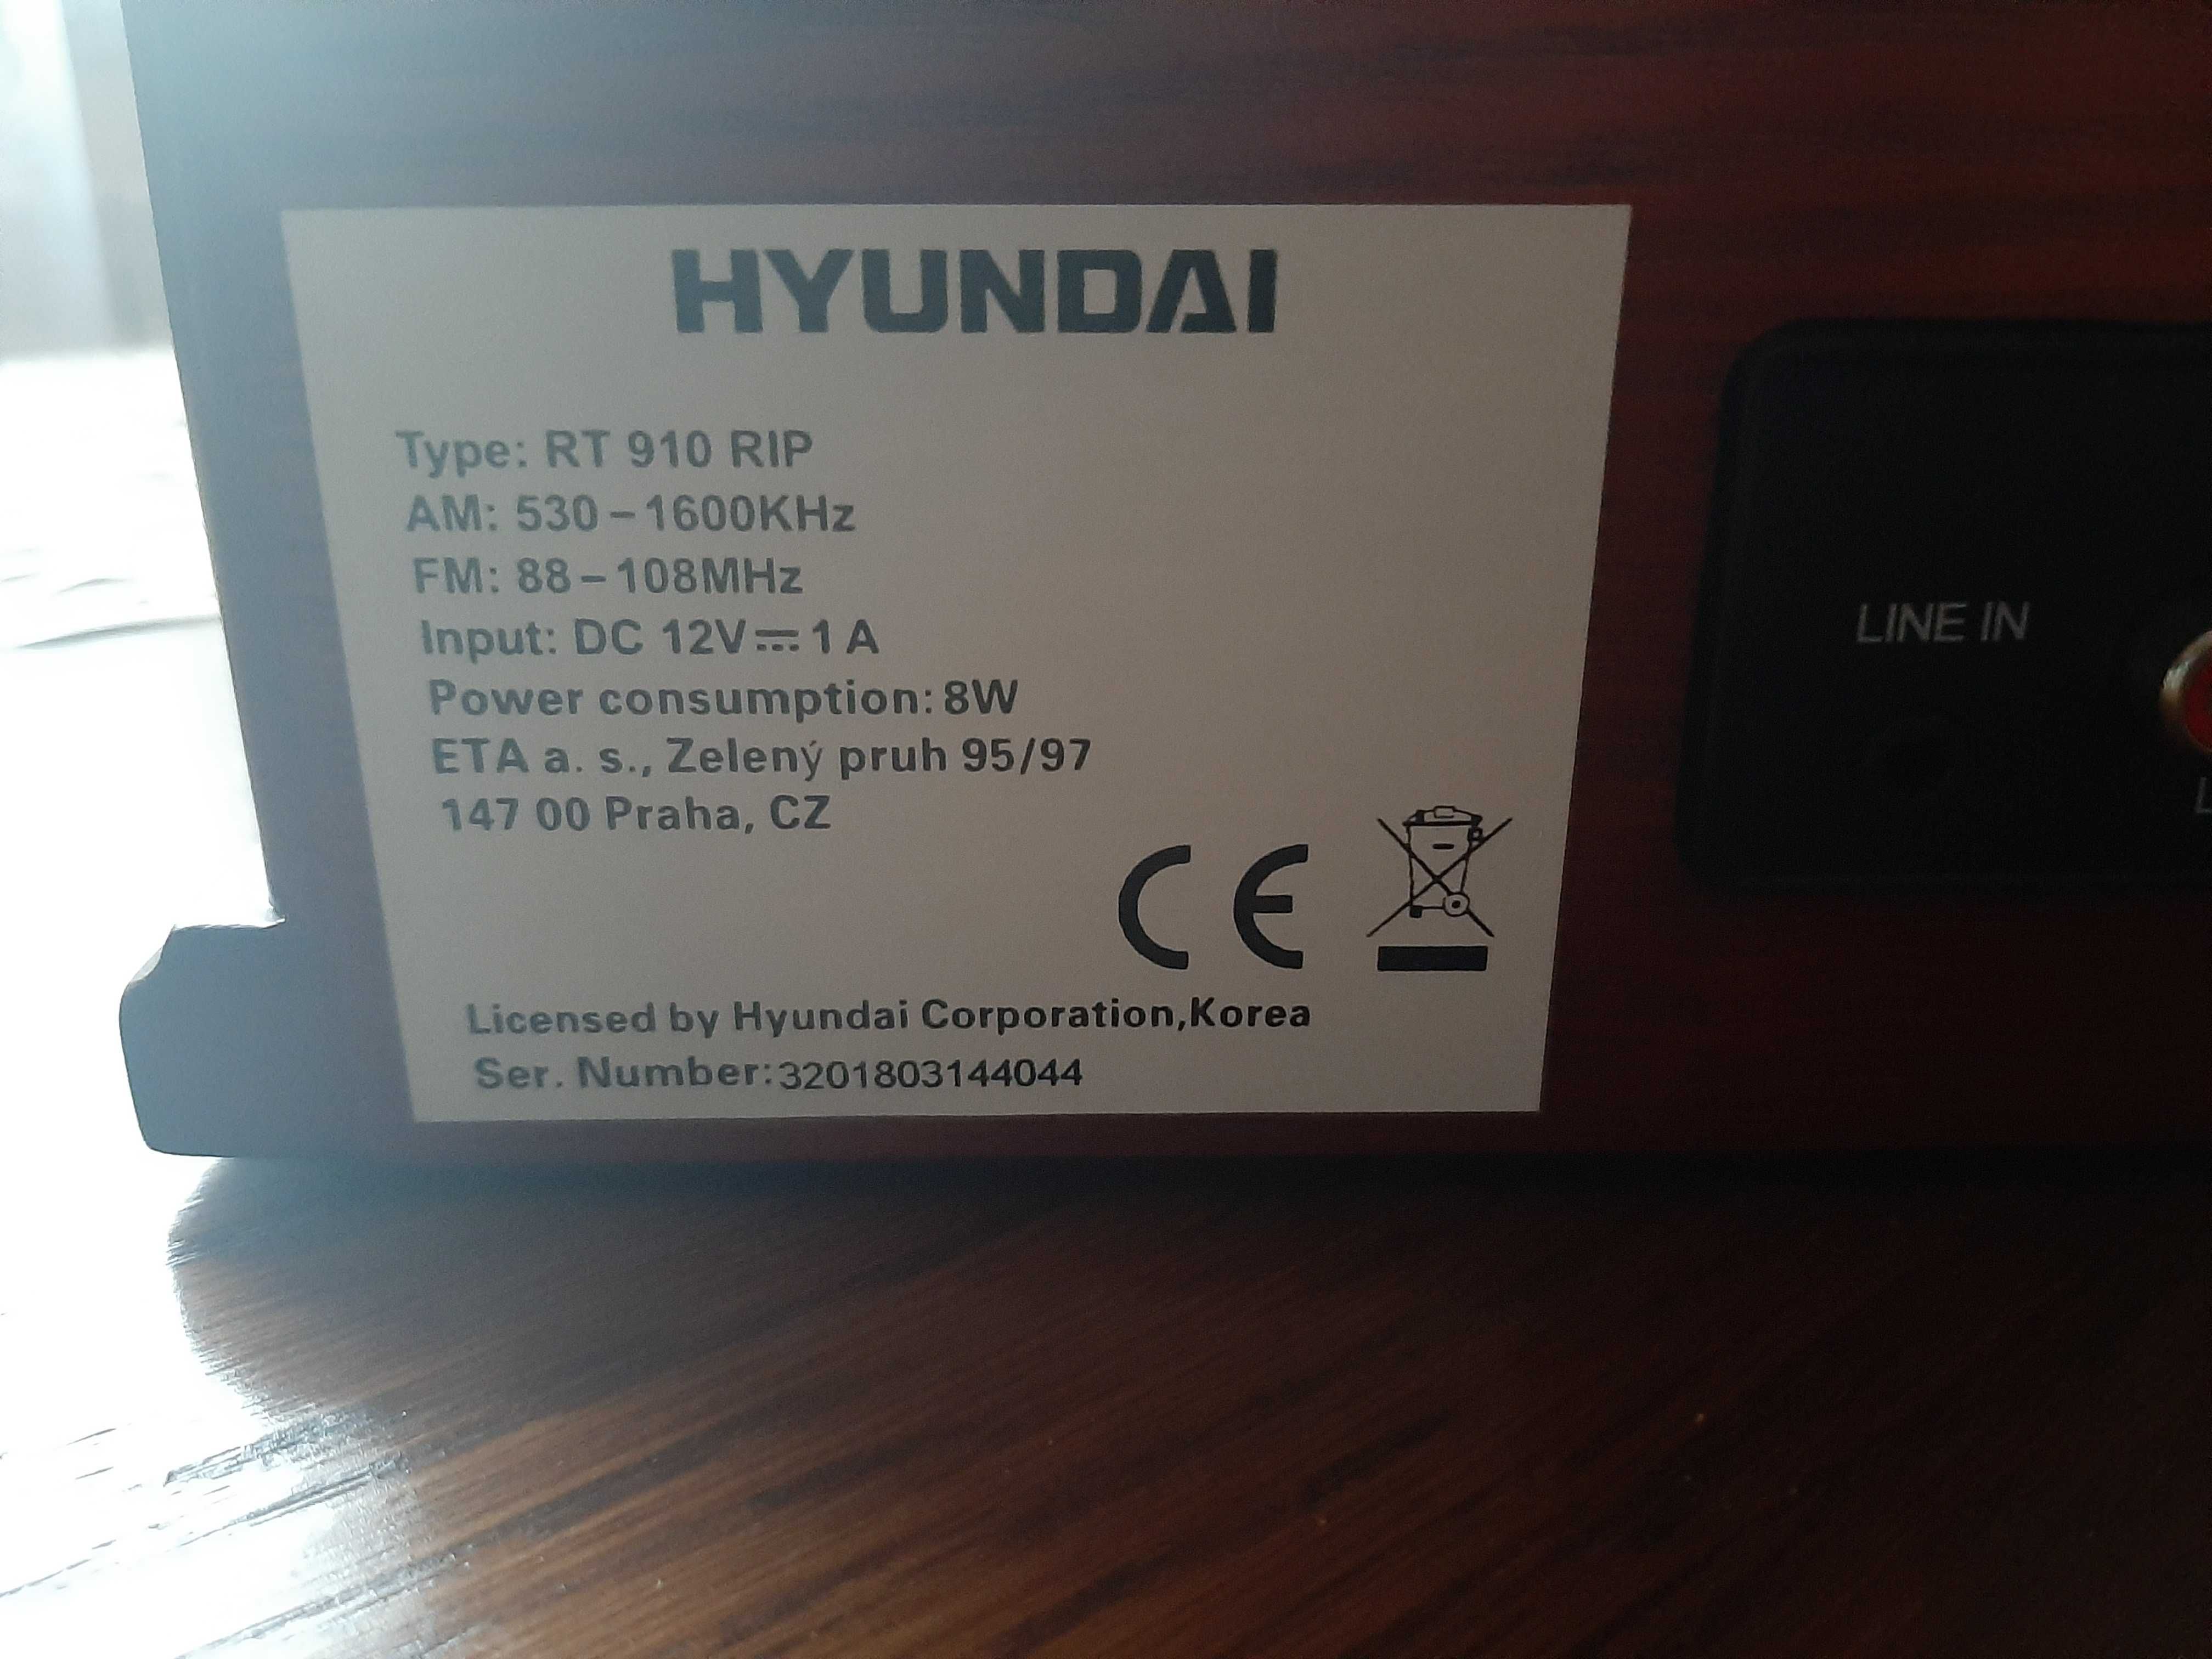 HYUNDAI
Type: RT 910 RIP
AM: 530-1600KHz
FM: 88-108MHz
Input: DC 12V⎓1 A
Power consumption: 8W
ETA a. s., Zelený pruh 95/97
147 00 Praha, CZ
CE
Licensed by Hyundai Corporation,Korea
Ser. Number:3201803144044
LINE IN
L